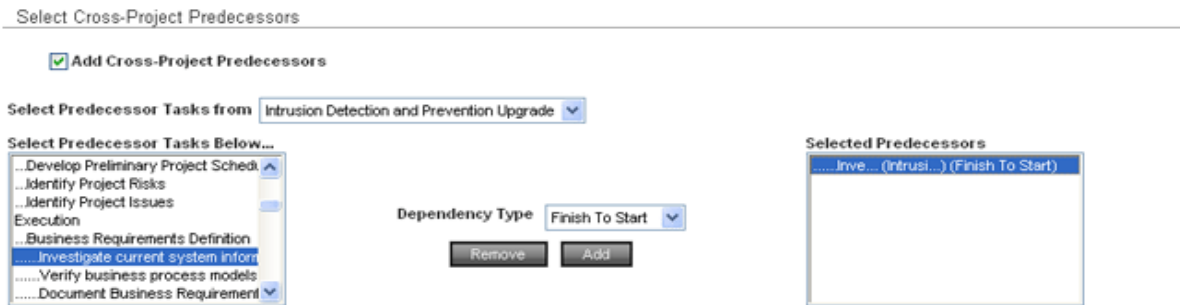 Select Cross-Project Predecessors
Add Cross-Project Predecessors
Select Predecessor Tasks from Intrusion Detection and Prevention Upgrade
Select Predecessor Tasks Below...
...Develop Preliminary Project Schedu
...Identify Project Risks
...Identify Project Issues
Execution
...Business Requirements Definition
......Investigate current system inform
......Verify business process models
......Document Business Requirement
Dependency Type Finish To Start
Remove Add
Selected Predecessors
......Inve... (Intrusi...) (Finish To Start)